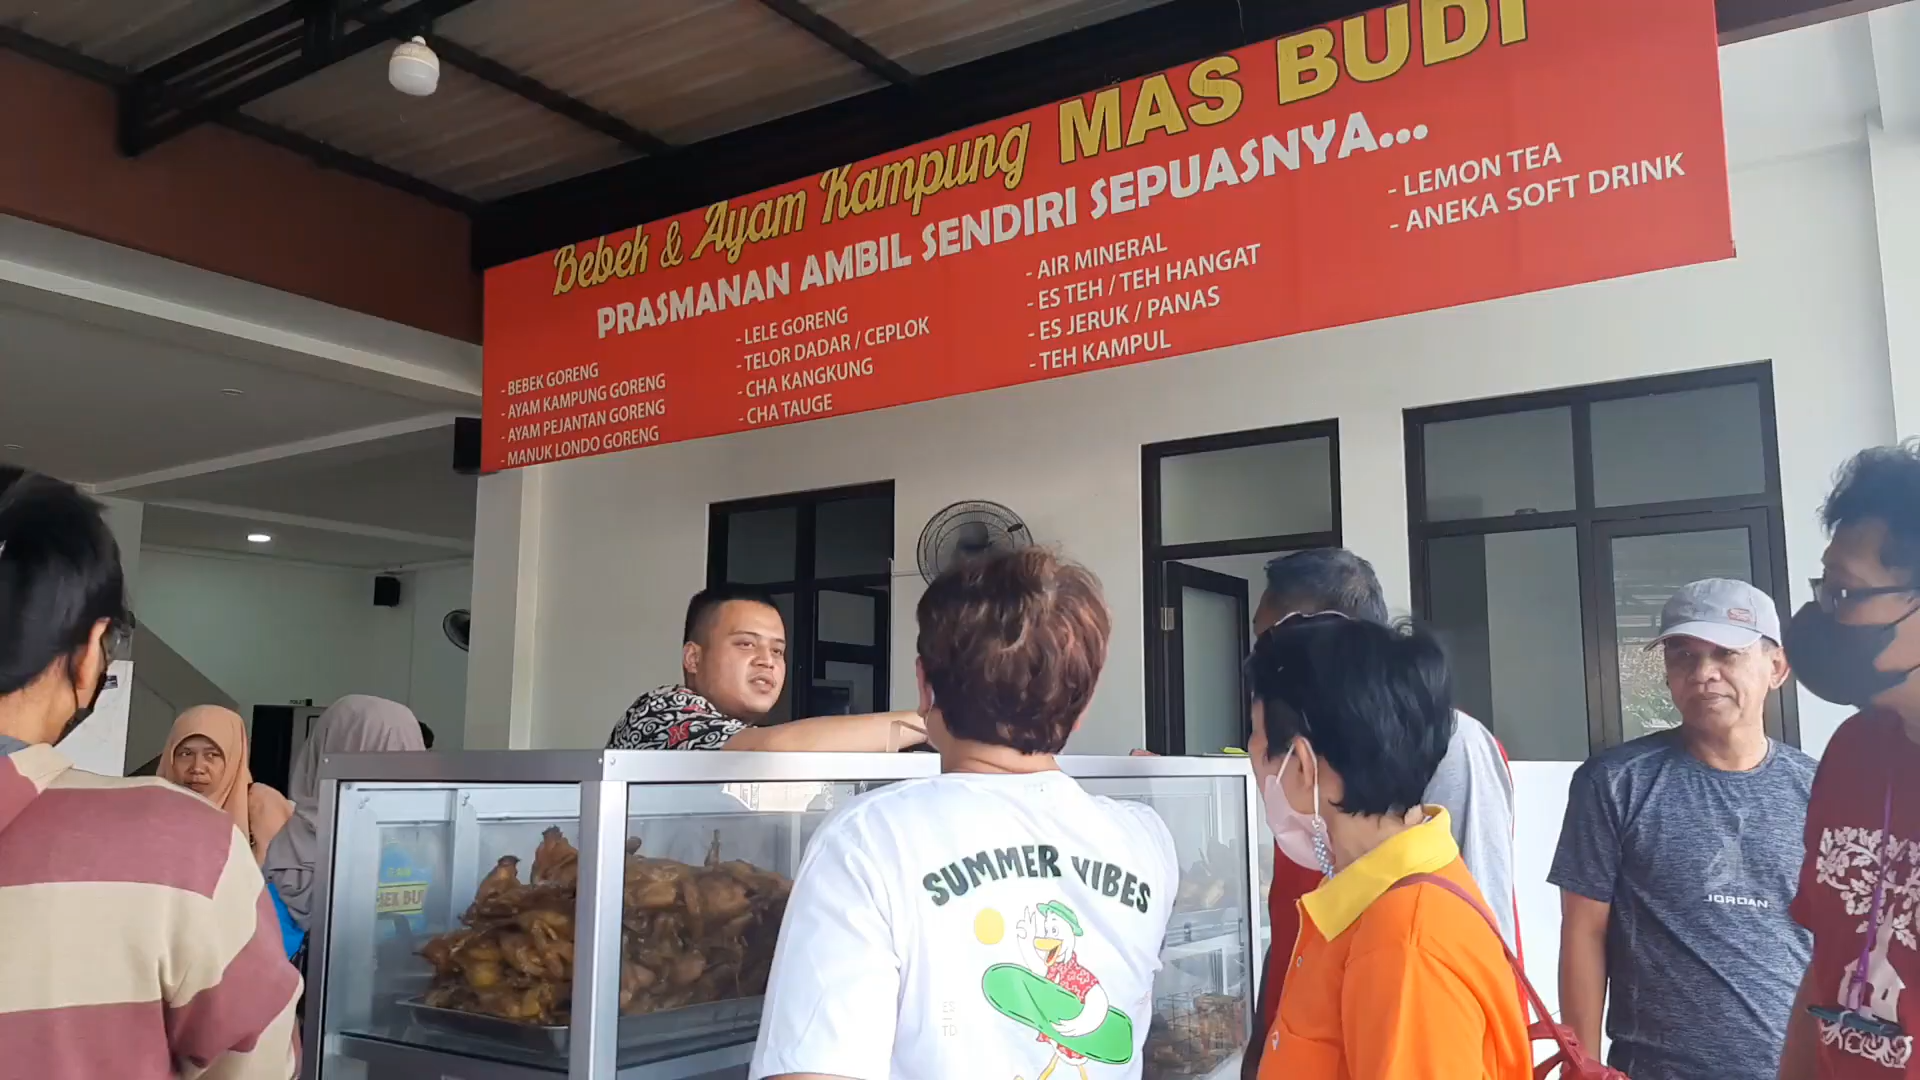 Bebek & Ayam Kampung MAS BUDI
PRASMANAN AMBIL SENDIRI SEPUASNYA...
- BEBEK GORENG
- AYAM KAMPUNG GORENG
- AYAM PEJANTAN GORENG
- MANUK LONDO GORENG
- LELE GORENG
- TELOR DADAR / CEPLOK
- CHA KANGKUNG
- CHA TAUGE
- AIR MINERAL
- ES TEH / TEH HANGAT
- ES JERUK / PANAS
- TEH KAMPUL
- LEMON TEA
- ANEKA SOFT DRINK
SUMMER VIBES
JORDAN